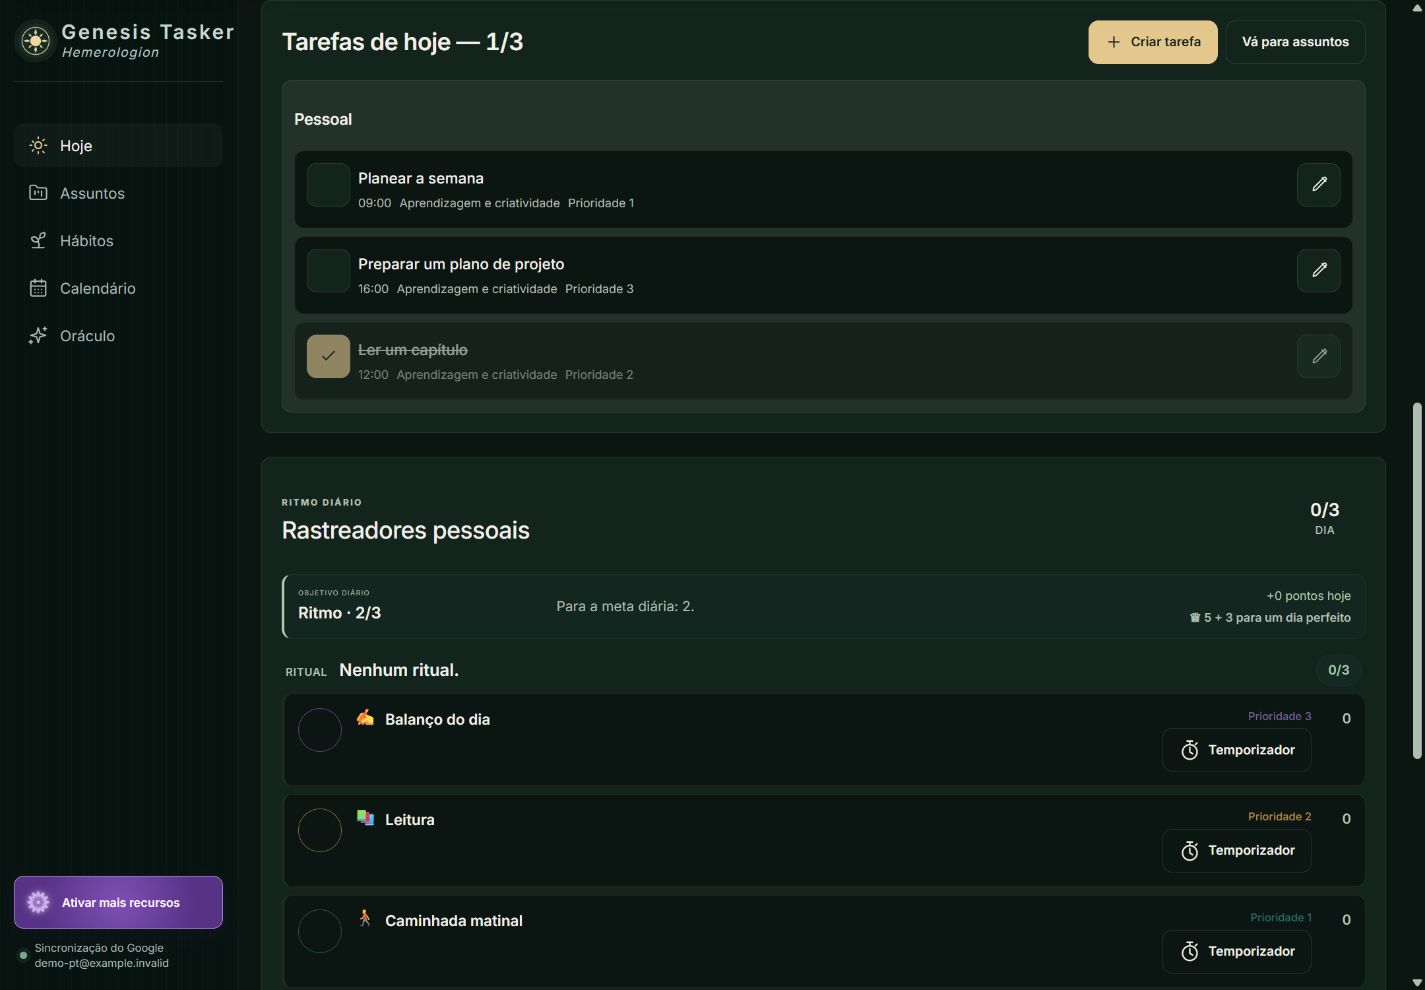 Genesis Tasker
Hemerologion
Hoje
Assuntos
Hábitos
Calendário
Oráculo
Ativar mais recursos
Sincronização do Google
demo-pt@example.invalid
Tarefas de hoje — 1/3
Criar tarefa
Vá para assuntos
Pessoal
Planear a semana
09:00 Aprendizagem e criatividade Prioridade 1
Preparar um plano de projeto
16:00 Aprendizagem e criatividade Prioridade 3
Ler um capítulo
12:00 Aprendizagem e criatividade Prioridade 2
RITMO DIÁRIO
Rastreadores pessoais
0/3
DIA
OBJETIVO DIÁRIO
Ritmo · 2/3
Para a meta diária: 2.
+0 pontos hoje
♛ 5 + 3 para um dia perfeito
RITUAL Nenhum ritual.
0/3
Balanço do dia
Prioridade 3
0
Temporizador
Leitura
Prioridade 2
0
Temporizador
Caminhada matinal
Prioridade 1
0
Temporizador